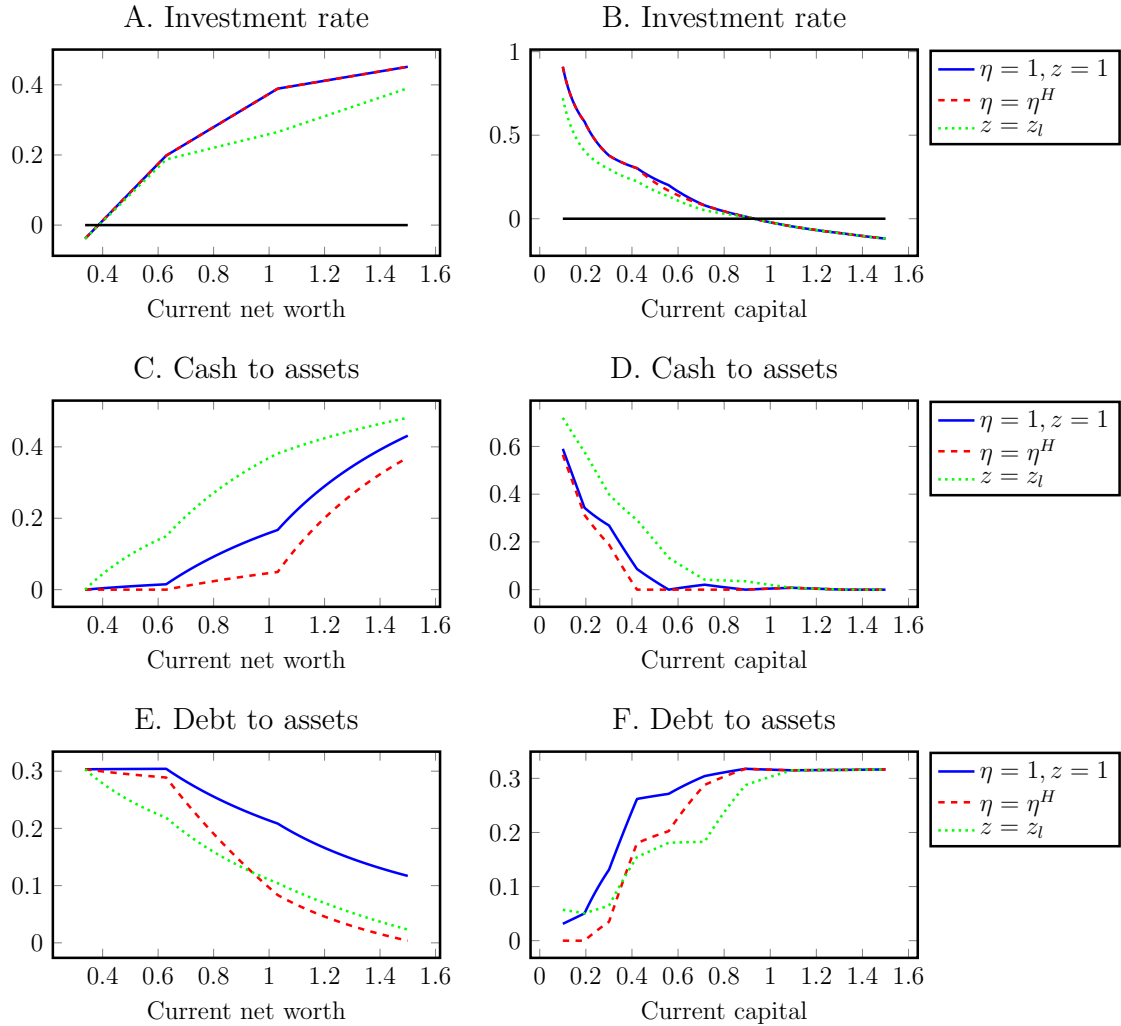 A. Investment rate
0.4
0.2
0
0.4 0.6 0.8 1 1.2 1.4 1.6
Current net worth
B. Investment rate
1
0.5
0
0 0.2 0.4 0.6 0.8 1 1.2 1.4 1.6
Current capital
η = 1, z = 1
η = η^H
z = z_l
C. Cash to assets
0.4
0.2
0
0.4 0.6 0.8 1 1.2 1.4 1.6
Current net worth
D. Cash to assets
0.6
0.4
0.2
0
0 0.2 0.4 0.6 0.8 1 1.2 1.4 1.6
Current capital
η = 1, z = 1
η = η^H
z = z_l
E. Debt to assets
0.3
0.2
0.1
0
0.4 0.6 0.8 1 1.2 1.4 1.6
Current net worth
F. Debt to assets
0.3
0.2
0.1
0
0 0.2 0.4 0.6 0.8 1 1.2 1.4 1.6
Current capital
η = 1, z = 1
η = η^H
z = z_l